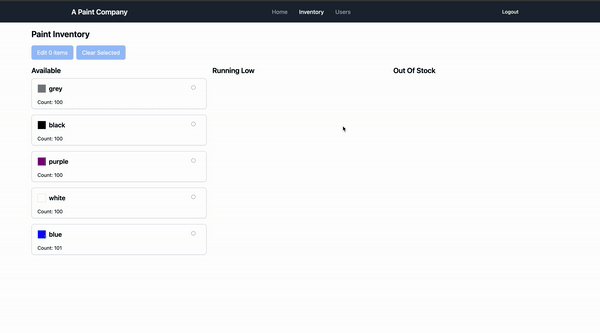 A Paint Company Home Inventory Users Logout
Paint Inventory
Edit 0 items Clear Selected
Available Running Low Out Of Stock
grey
Count: 100
black
Count: 100
purple
Count: 100
white
Count: 100
blue
Count: 101